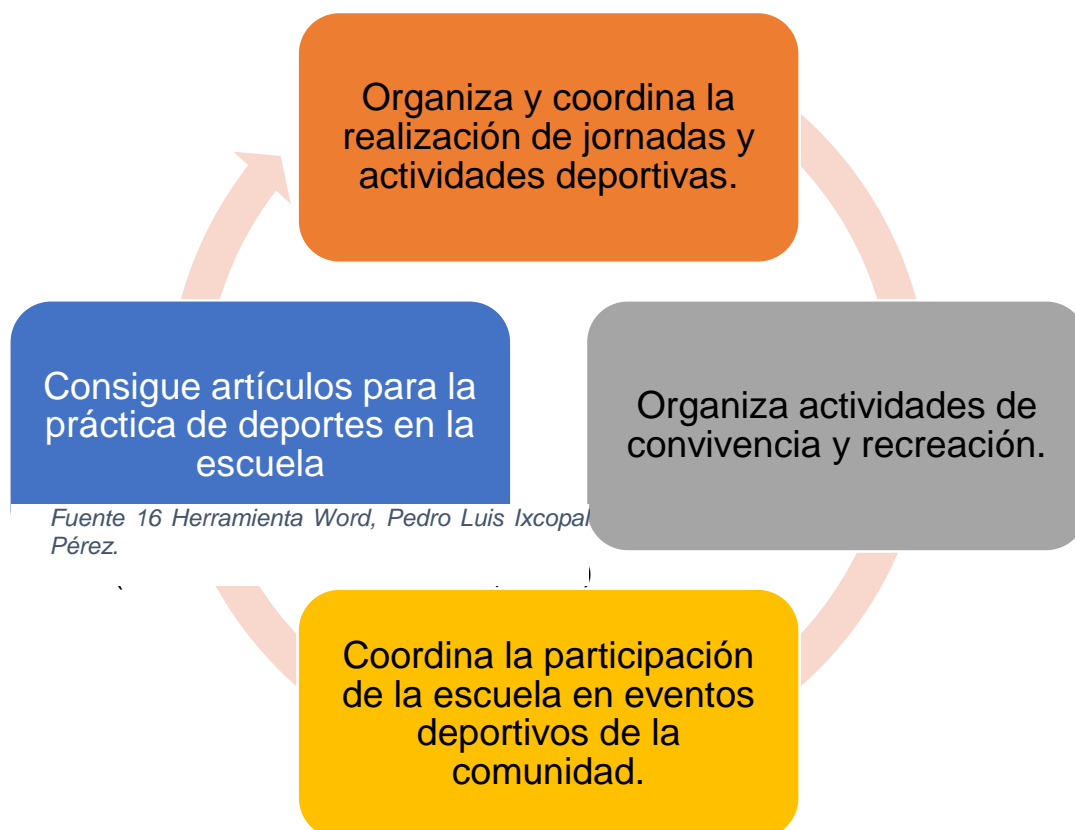 Organiza y coordina la
realización de jornadas y
actividades deportivas.
Organiza actividades de
convivencia y recreación.
Coordina la participación
de la escuela en eventos
deportivos de la
comunidad.
Consigue artículos para la
práctica de deportes en la
escuela
Fuente 16 Herramienta Word, Pedro Luis Ixcopal
Pérez.